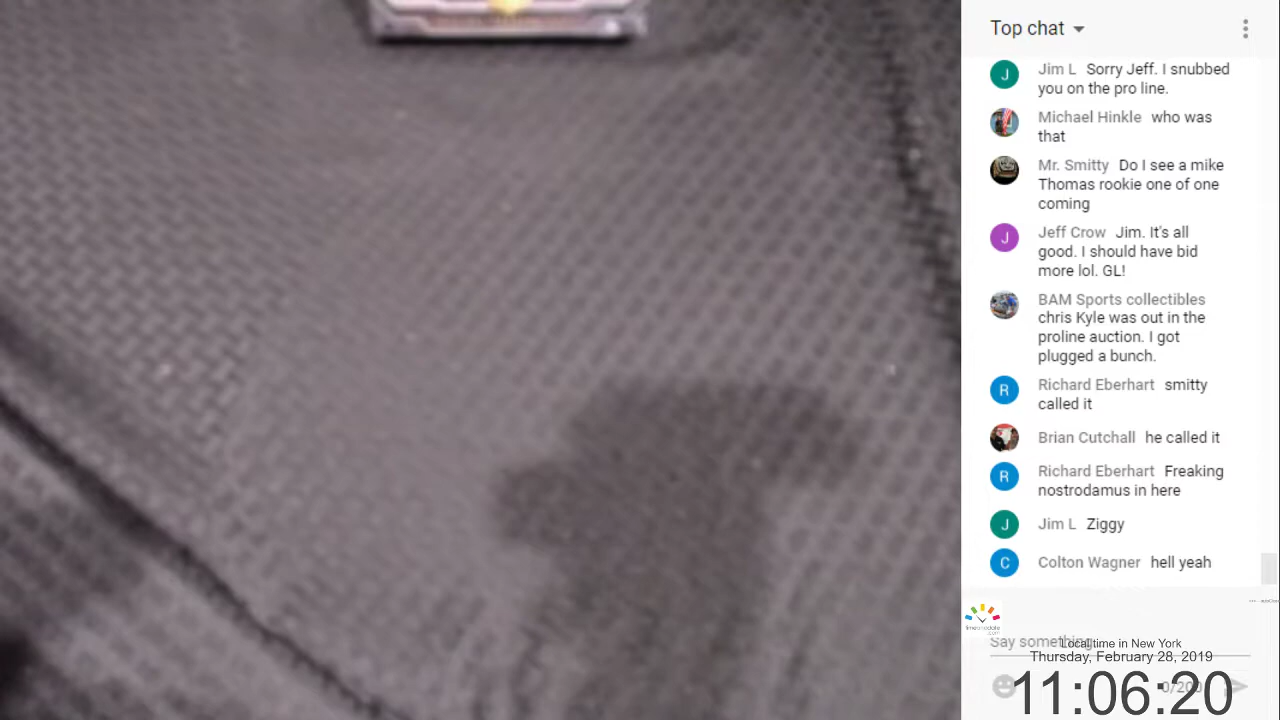 Top chat
Jim L Sorry Jeff. I snubbed
you on the pro line.
Michael Hinkle who was
that
Mr. Smitty Do I see a mike
Thomas rookie one of one
coming
Jeff Crow Jim. It's all
good. I should have bid
more lol. GL!
BAM Sports collectibles
chris Kyle was out in the
proline auction. I got
plugged a bunch.
Richard Eberhart smitty
called it
Brian Cutchall he called it
Richard Eberhart Freaking
nostrodamus in here
Jim L Ziggy
Colton Wagner hell yeah
Say something...
Local time in New York
Thursday, February 28, 2019
0/200
11:06:20